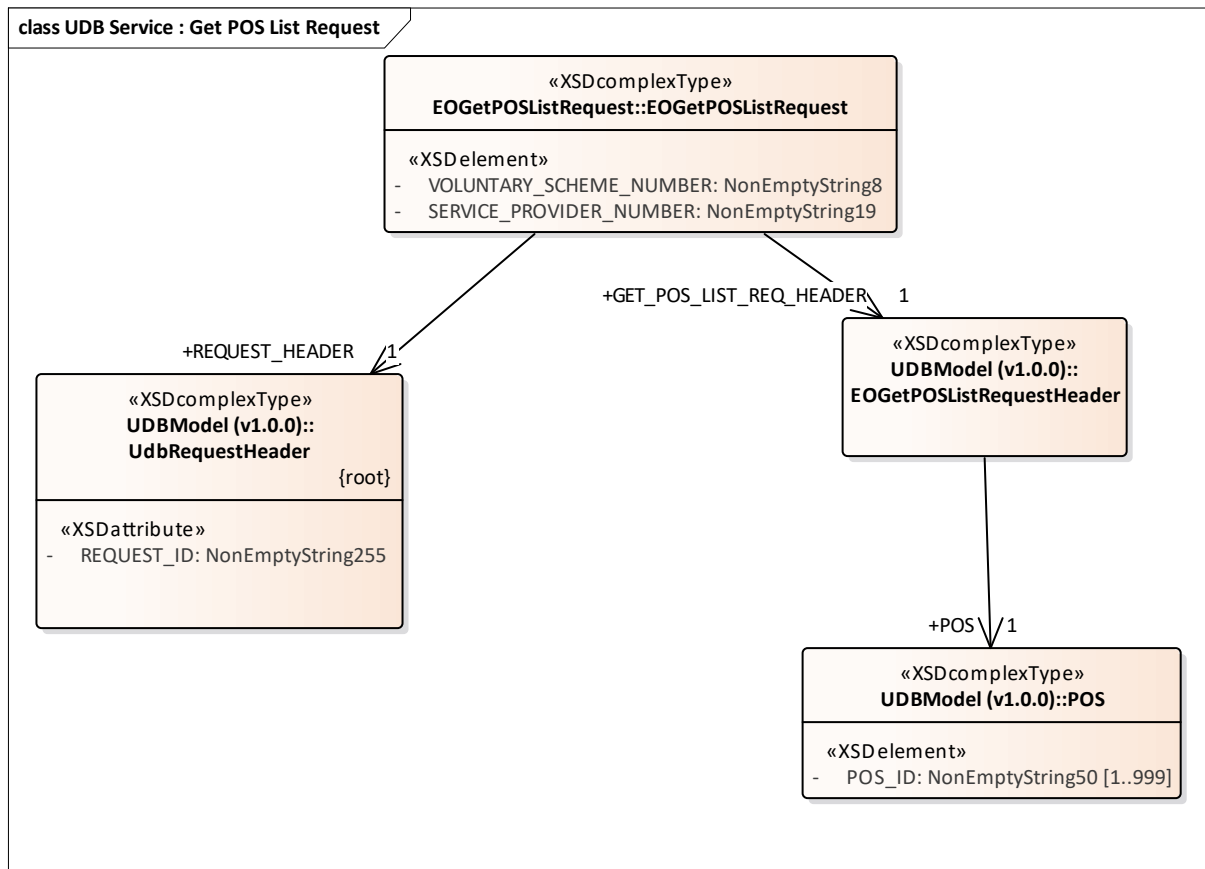 class UDB Service : Get POS List Request
«XSDcomplexType»
EOGetPOSListRequest::EOGetPOSListRequest
«XSDelement»
- VOLUNTARY_SCHEME_NUMBER: NonEmptyString8
- SERVICE_PROVIDER_NUMBER: NonEmptyString19
+GET_POS_LIST_REQ_HEADER 1
+REQUEST_HEADER 1
«XSDcomplexType»
UDBModel (v1.0.0)::
EOGetPOSListRequestHeader
«XSDcomplexType»
UDBModel (v1.0.0)::
UdbRequestHeader
{root}
«XSDattribute»
- REQUEST_ID: NonEmptyString255
+POS 1
«XSDcomplexType»
UDBModel (v1.0.0)::POS
«XSDelement»
- POS_ID: NonEmptyString50 [1..999]